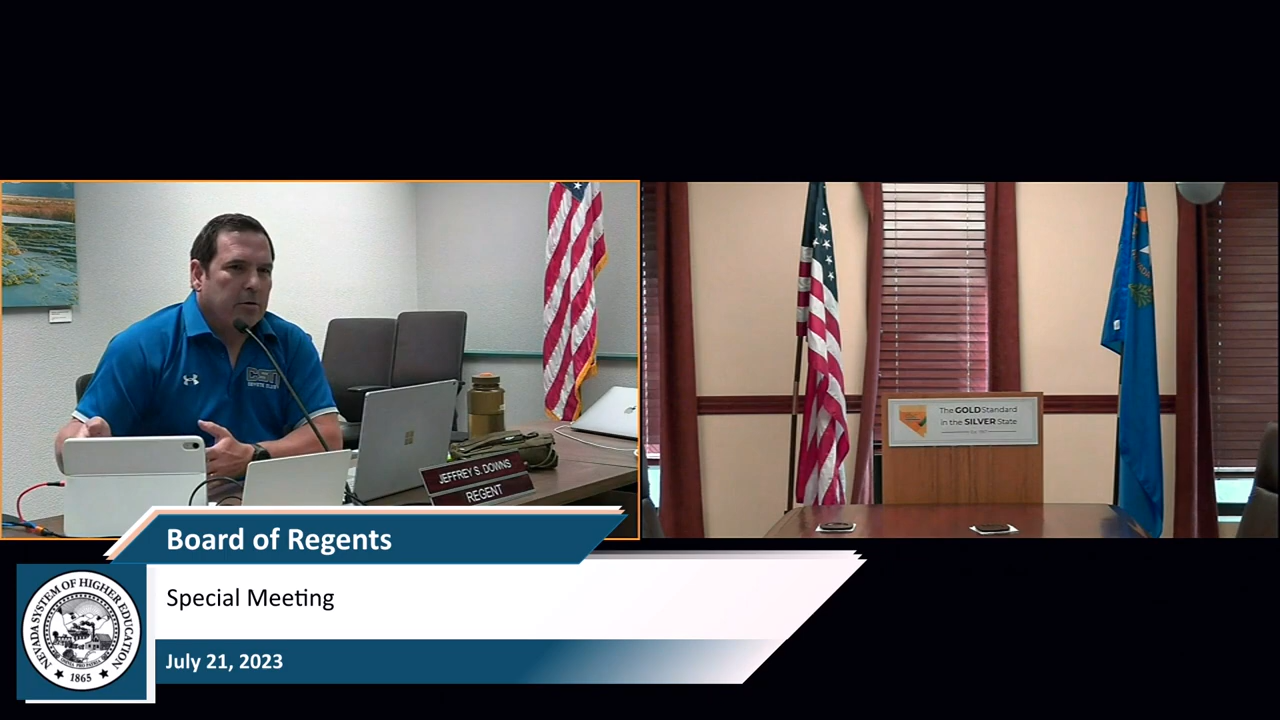 CSN
JEFFREY S. DOWNS
REGENT
The GOLD Standard
in the SILVER State
Board of Regents
Special Meeting
July 21, 2023
NEVADA SYSTEM OF HIGHER EDUCATION
1865